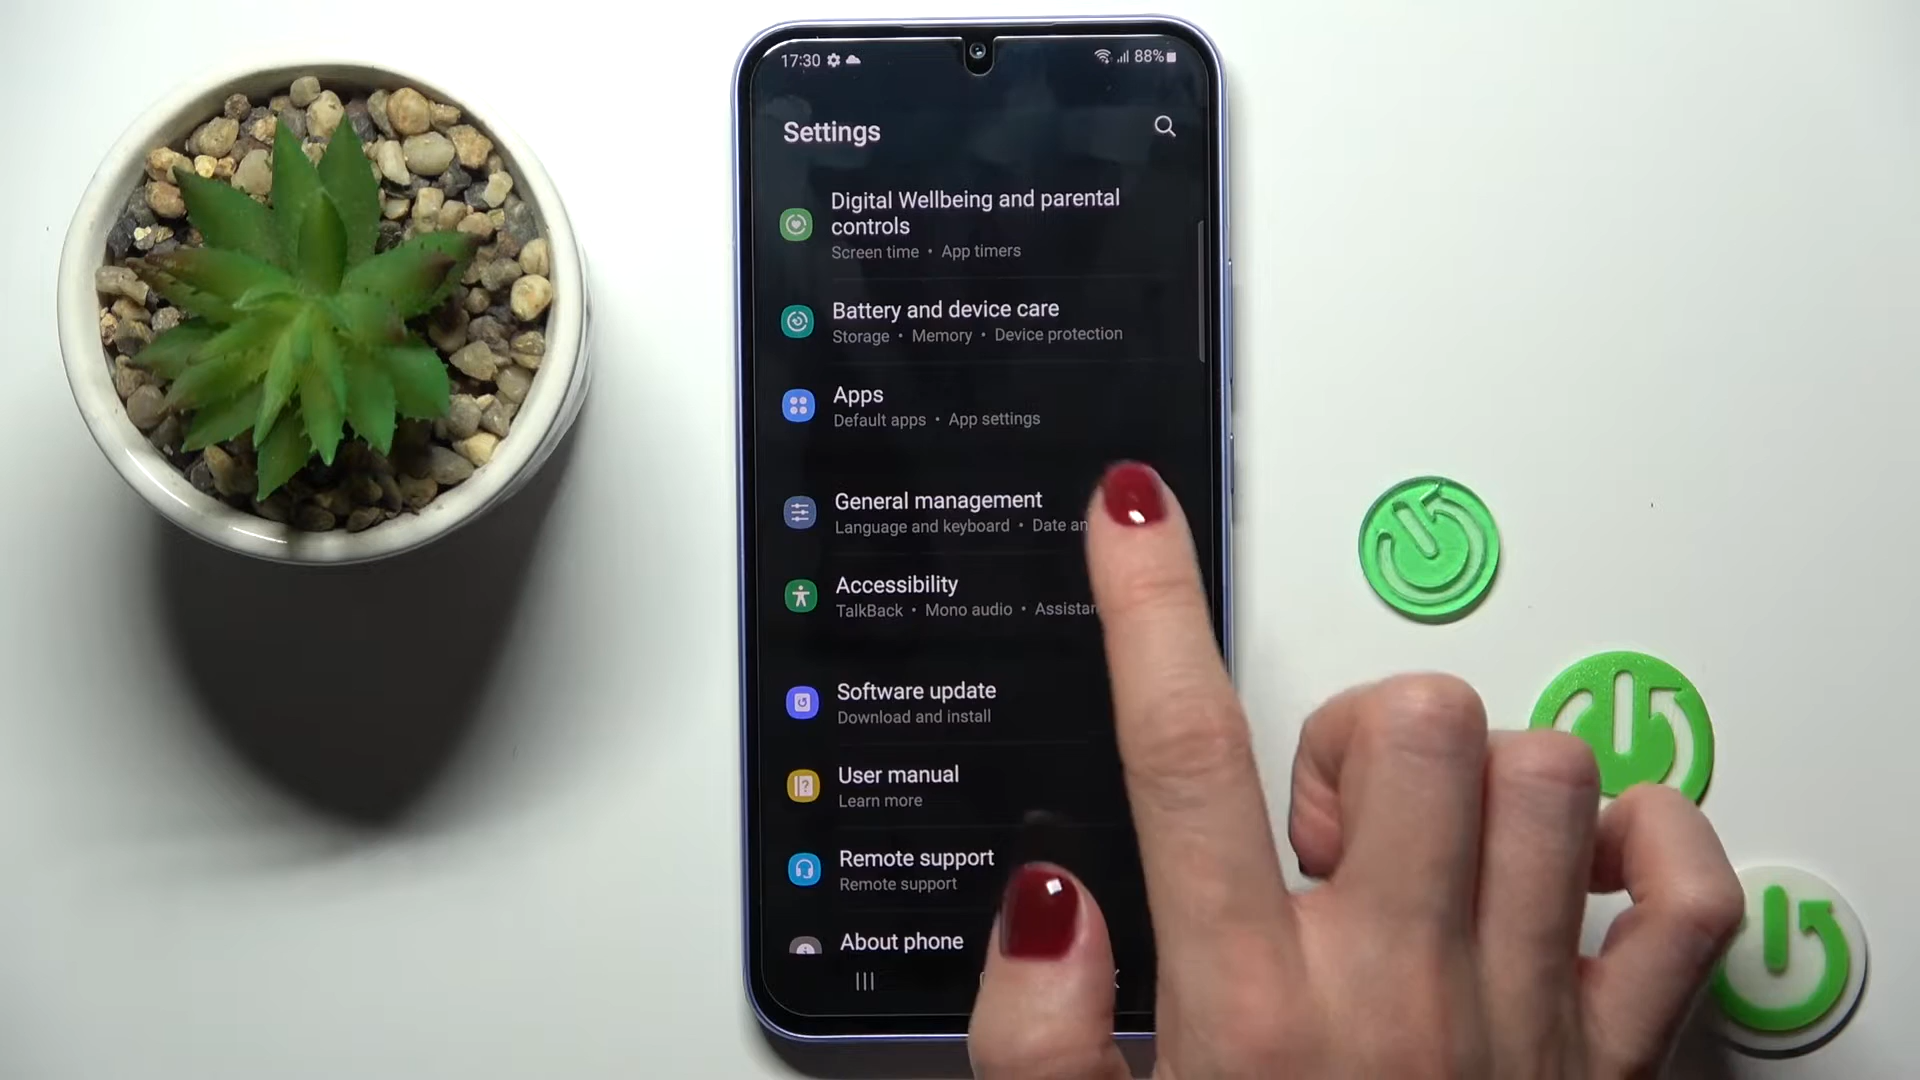 17:30
88%
Settings
Digital Wellbeing and parental
controls
Screen time • App timers
Battery and device care
Storage • Memory • Device protection
Apps
Default apps • App settings
General management
Language and keyboard • Date
Accessibility
TalkBack • Mono audio
Software update
Download and install
User manual
Learn more
Remote support
Remote support
About phone